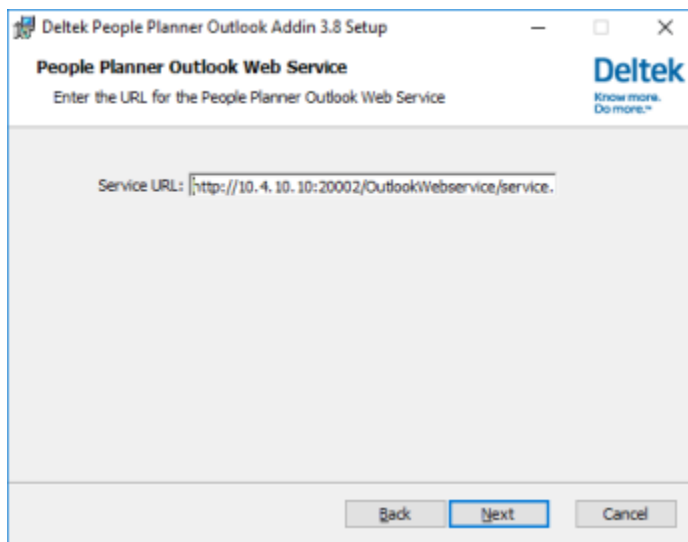 Deltek People Planner Outlook Addin 3.8 Setup
People Planner Outlook Web Service
Enter the URL for the People Planner Outlook Web Service
Deltek
Know more.
Do more.™
Service URL: http://10.4.10.10:20002/OutlookWebservice/service.
Back Next Cancel